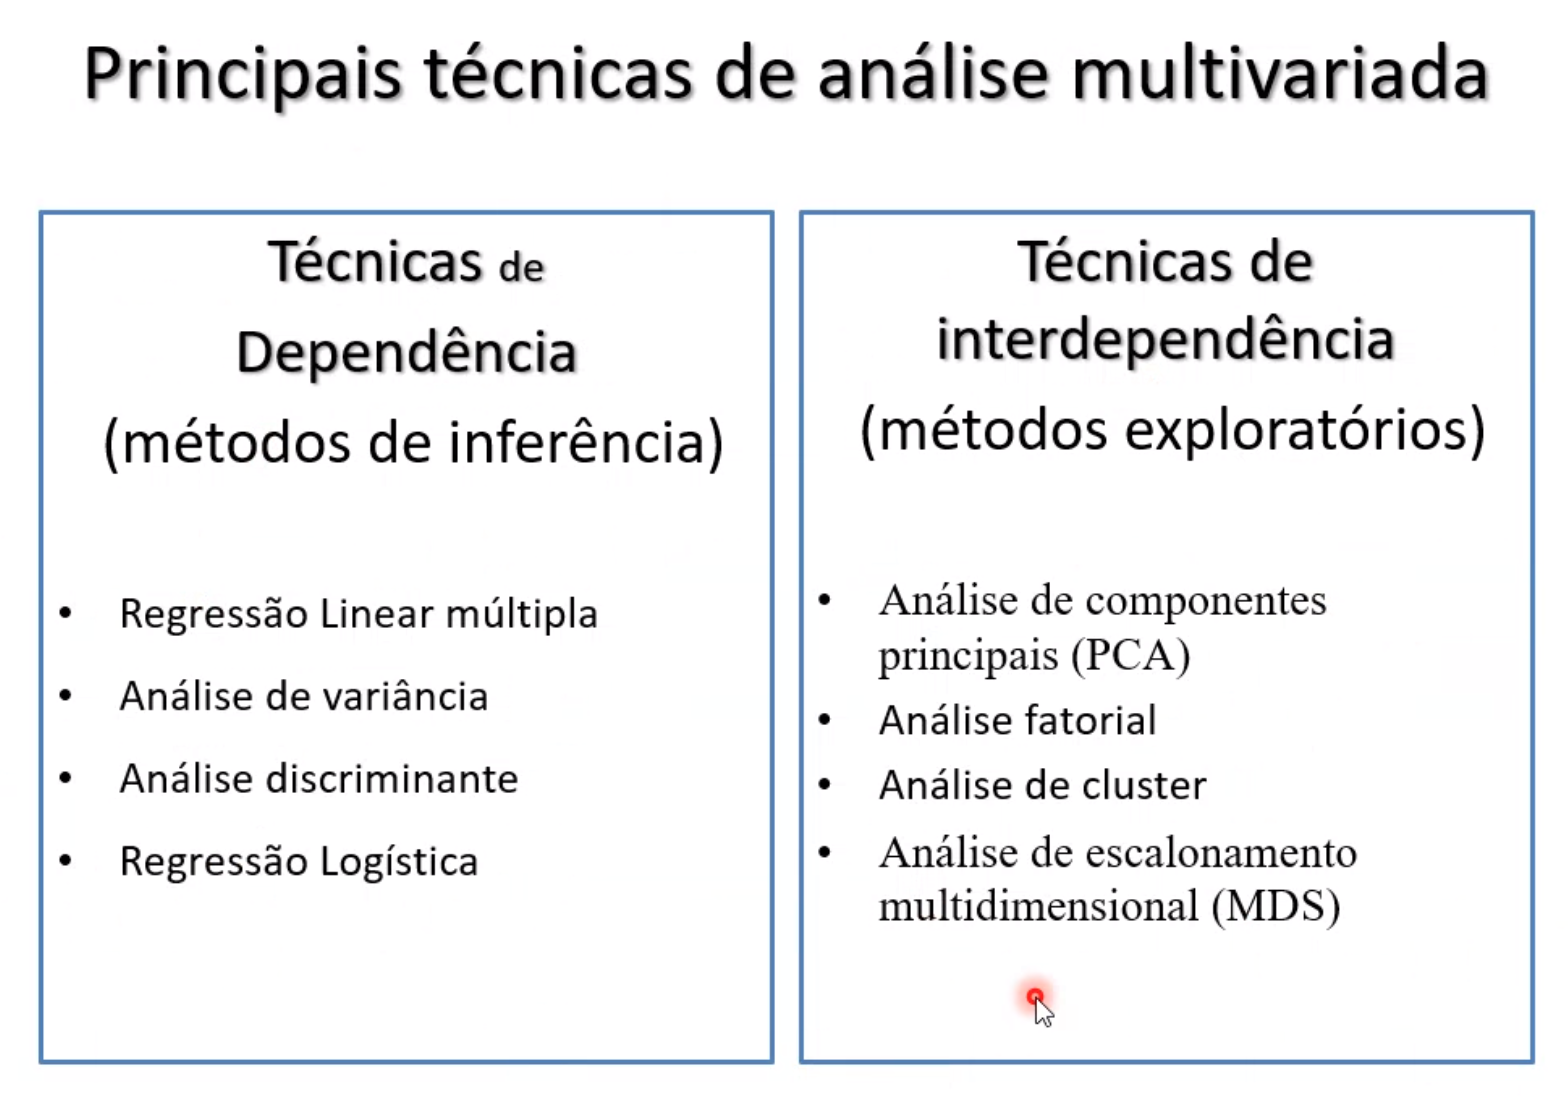 Principais técnicas de análise multivariada
Técnicas de
Dependência
(métodos de inferência)
• Regressão Linear múltipla
• Análise de variância
• Análise discriminante
• Regressão Logística
Técnicas de
interdependência
(métodos exploratórios)
• Análise de componentes
principais (PCA)
• Análise fatorial
• Análise de cluster
• Análise de escalonamento
multidimensional (MDS)